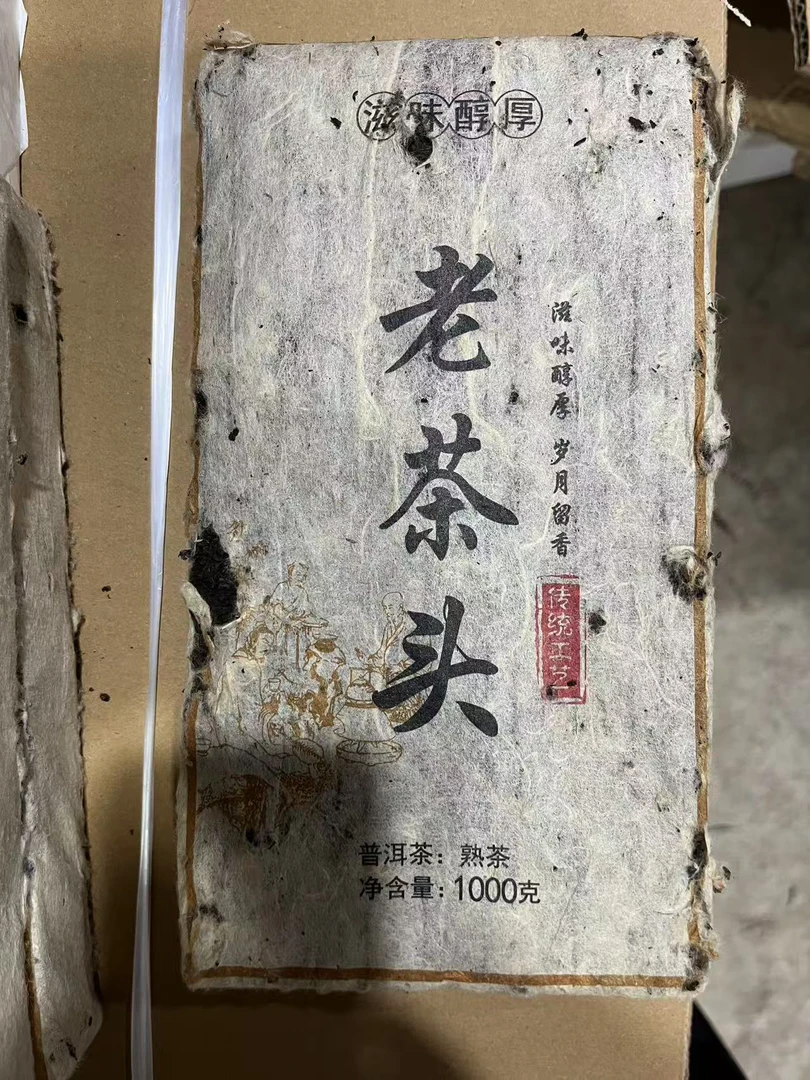 滋味醇厚
老茶头
滋味醇厚 岁月留香
传统工艺
普洱茶：熟茶
净含量：1000克